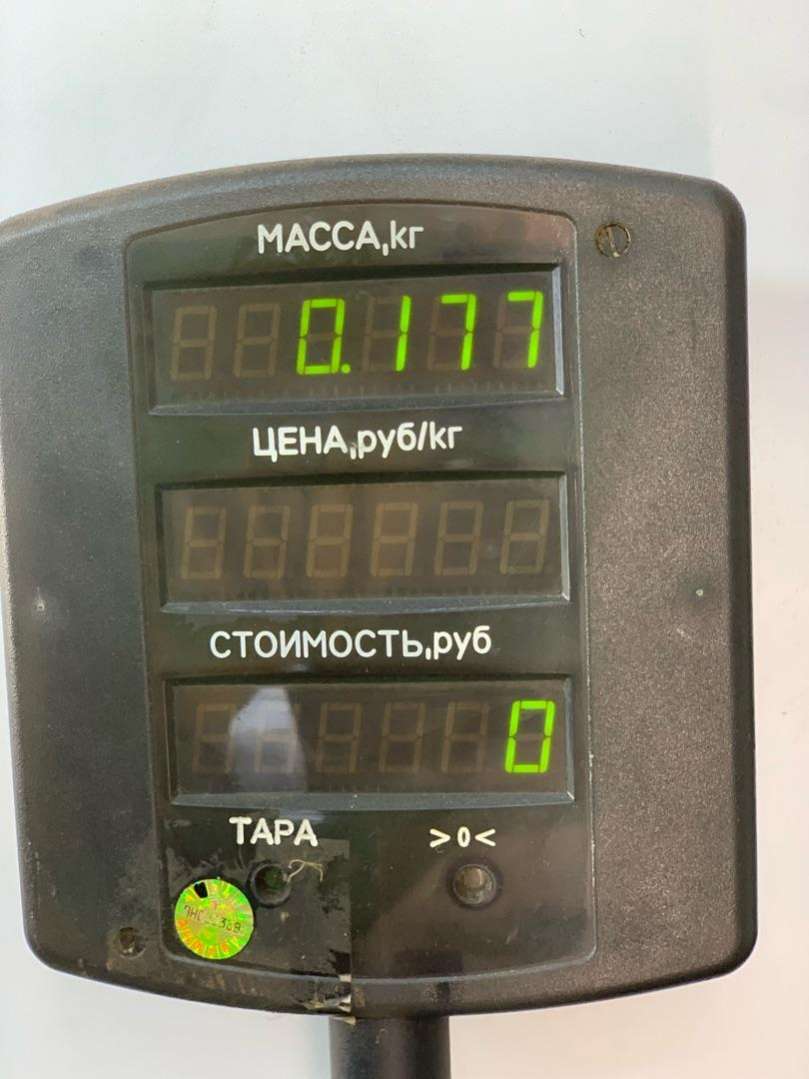 МАССА,кг
0.177
ЦЕНА,руб/кг
СТОИМОСТЬ,руб
0
ТАРА >0<